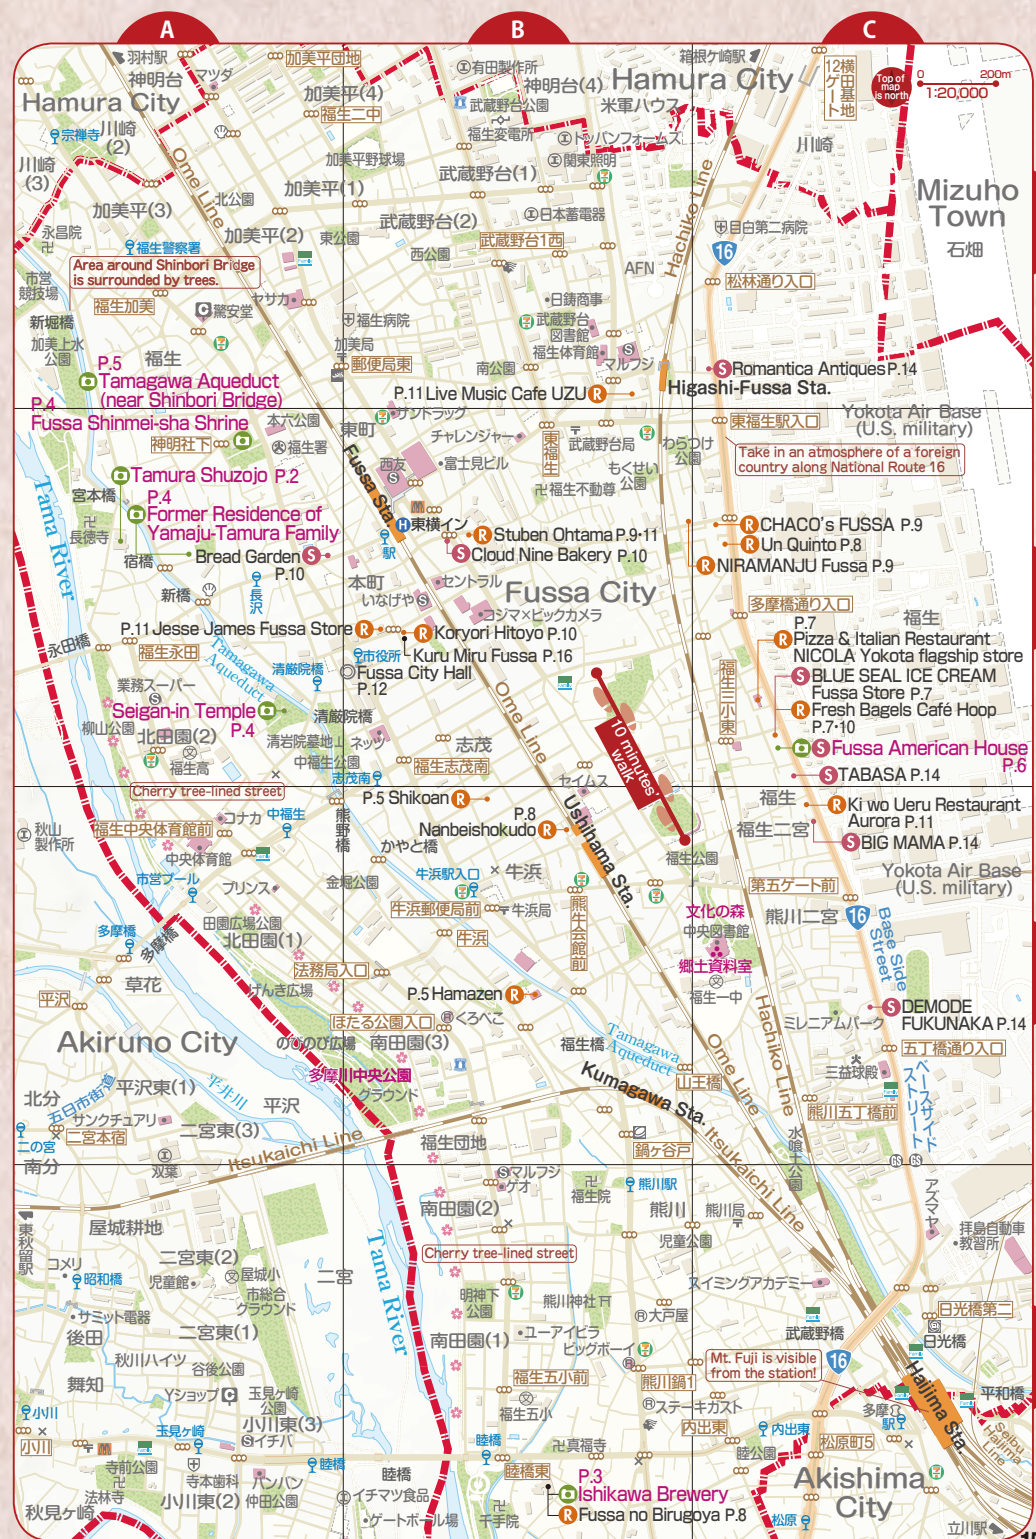 A
B
C
羽村駅
神明台
マツダ
Hamura City
宗禅寺
川崎
(2)
川崎
(3)
加美平団地
加美平(4)
福生二中
有田製作所
神明台(4)
武蔵野台公園
福生変電所
Hamura City
箱根ケ崎駅
米軍ハウス
トッパンフォームズ
関東照明
12横
田基地
ゲート
Top of
map
is north
0
200m
1:20,000
川崎
Mizuho
Town
石畑
Ome Line
加美平野球場
加美平(1)
武蔵野台(1)
Hachiko Line
北公園
加美平(3)
加美平(2)
東公園
武蔵野台(2)
日本蓄電器
武蔵野台1西
西公園
目白第二病院
16
永昌院
福生警察署
AFN
松林通り入口
Area around Shinbori Bridge
is surrounded by trees.
市営
競技場
福生加美
ヤサカ
驚安堂
福生病院
日鋳商事
武蔵野台
図書館
福生体育館
マルフジ
新堀橋
加美上水
公園
福生
加美局
郵便局東
南公園
P.5
Tamagawa Aqueduct
(near Shinbori Bridge)
P.11 Live Music Cafe UZU
Higashi-Fussa Sta.
Romantica Antiques P.14
P.4
Fussa Shinmei-sha Shrine
神明社下
本六公園
福生署
東町
サンドラッグ
チャレンジャー
西友
富士見ビル
東福生
武蔵野台局
わらつけ
公園
もくせい
公園
福生不動尊
東福生駅入口
Yokota Air Base
(U.S. military)
Take in an atmosphere of a foreign
country along National Route 16
Tama River
Tamura Shuzojo P.2
宮本橋
長徳寺
P.4
Former Residence of
Yamaju-Tamura Family
宿橋
Bread Garden
P.10
Fussa Sta.
東横イン
駅
Stuben Ohtama P.9・11
Cloud Nine Bakery P.10
CHACO's FUSSA P.9
Un Quinto P.8
NIRAMANJU Fussa P.9
新橋
長沢
本町
いなげや
セントラル
コジマ×ビックカメラ
Fussa City
多摩橋通り入口
福生
永田橋
福生永田
Tamagawa
Aqueduct
P.11 Jesse James Fussa Store
Koryori Hitoyo P.10
Kuru Miru Fussa P.16
市役所
Fussa City Hall
P.12
清厳院橋
P.7
Pizza & Italian Restaurant
NICOLA Yokota flagship store
BLUE SEAL ICE CREAM
Fussa Store P.7
Fresh Bagels Café Hoop
P.7・10
Fussa American House
P.6
TABASA P.14
福生三小東
業務スーパー
Seigan-in Temple
P.4
柳山公園
北田園(2)
福生高
清厳院橋
清岩院墓地
中福生公園
ネッツ
志茂南
志茂
福生志茂南
Ome Line
10 minutes
walk
セイムス
Cherry tree-lined street
P.5 Shikoan
P.8
Nanbeishokudo
Ushihama Sta.
福生公園
福生
福生二宮
Ki wo Ueru Restaurant
Aurora P.11
BIG MAMA P.14
Yokota Air Base
(U.S. military)
秋山
製作所
福生中央体育館前
コナカ
中福生
中央体育館
熊野橋
かやと橋
市営プール
プリンス
金堀公園
牛浜駅入口
牛浜
牛浜郵便局前
牛浜局
牛浜
熊牛会館前
第五ゲート前
熊川二宮
16
Base Side
Street
文化の森
中央図書館
郷土資料室
福生一中
多摩橋
多摩橋
田園広場公園
北田園(1)
草花
平沢
法務局入口
げんき広場
P.5 Hamazen
くろべこ
ほたる公園入口
南田園(3)
のびのび広場
多摩川中央公園
グラウンド
福生橋
Tamagawa
Aqueduct
山王橋
Kumagawa Sta.
Ome Line
Hachiko Line
ミレニアムパーク
DEMODE
FUKUNAKA P.14
五丁橋通り入口
三益球殿
ベースサイド
ストリート
熊川五丁橋前
Akiruno City
北分
五日市街道
平沢東(1)
平井川
平沢
サンクチュアリ
二の宮
二宮本宿
二宮東(3)
南分
双葉
Itsukaichi Line
福生団地
鍋ヶ谷戸
Itsukaichi Line
水喰土公園
GS
GS
東秋留駅
屋城耕地
二宮東(2)
コメリ
昭和橋
児童館
屋城小
市総合
グラウンド
二宮
マルフジ
ゲオ
南田園(2)
福生院
熊川駅
熊川
熊川局
児童公園
アズマヤ
拝島自動車
教習所
Cherry tree-lined street
Tama River
スイミングアカデミー
サミット電器
後田
二宮東(1)
秋川ハイツ
谷後公園
明神下
公園
熊川神社
大戸屋
南田園(1)
ユーアイビラ
ビッグボーイ
武蔵野橋
日光橋第二
日光橋
Mt. Fuji is visible
from the station!
16
Haijima Sta.
平和橋
舞知
Yショップ
玉見ヶ崎
公園
小川
小川
玉見ヶ崎
小川東(3)
イチバ
福生五小前
福生五小
熊川鍋1
ステーキガスト
内出東
内出東
多摩
駅
松原町5
Seibu
Haijima
Line
寺前公園
法林寺
秋見ヶ崎
寺本歯科
小川東(2)
パンパン
仲田公園
睦橋
睦橋
イチマツ食品
ゲートボール場
睦橋
睦橋東
真福寺
千手院
睦公園
松原
P.3
Ishikawa Brewery
Fussa no Birugoya P.8
Akishima
City
立川駅